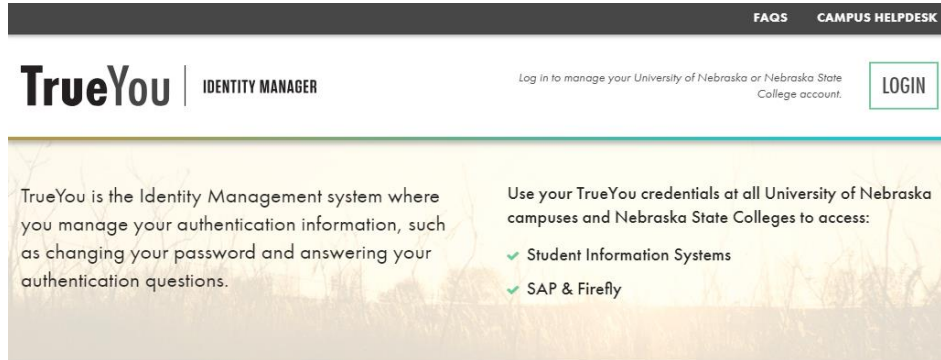 FAQS CAMPUS HELPDESK
TrueYou IDENTITY MANAGER
Log in to manage your University of Nebraska or Nebraska State
College account.
LOGIN
TrueYou is the Identity Management system where
you manage your authentication information, such
as changing your password and answering your
authentication questions.
Use your TrueYou credentials at all University of Nebraska
campuses and Nebraska State Colleges to access:
Student Information Systems
SAP & Firefly